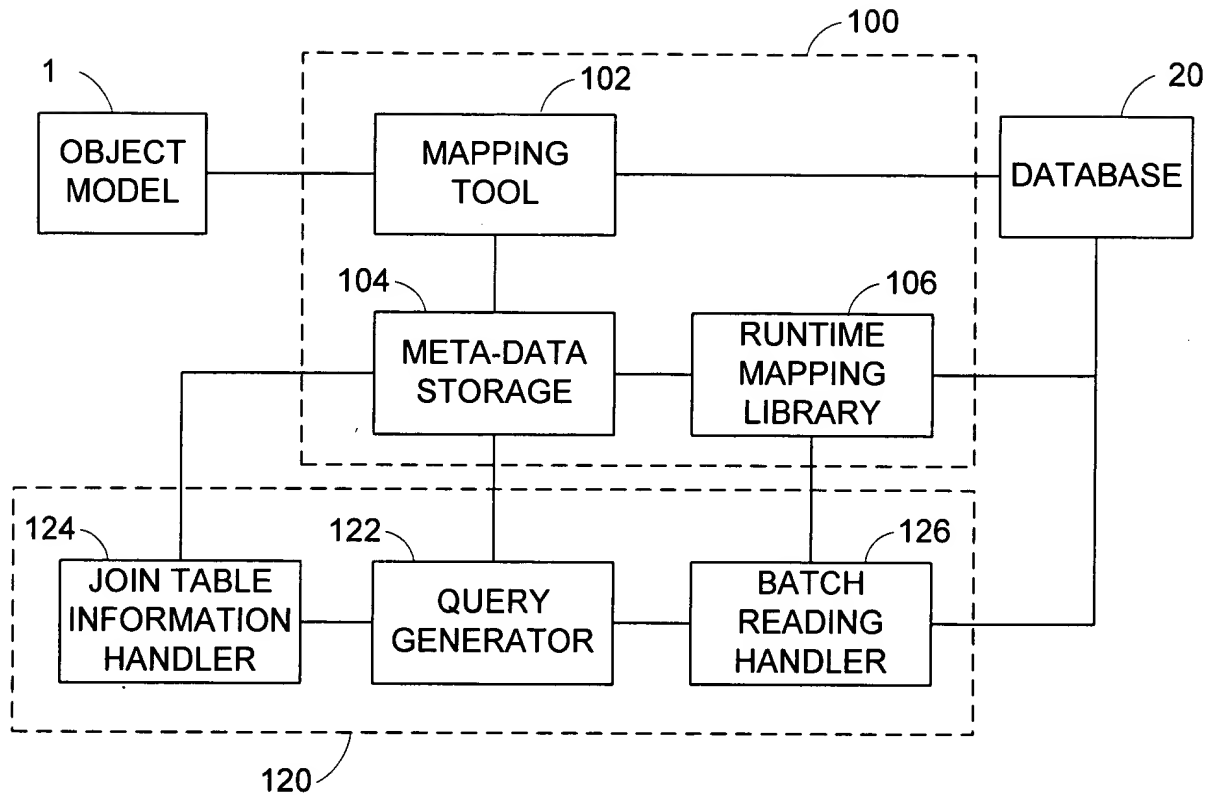 100
1
102
20
OBJECT
MODEL
MAPPING
TOOL
DATABASE
104
106
META-DATA
STORAGE
RUNTIME
MAPPING
LIBRARY
124
122
126
JOIN TABLE
INFORMATION
HANDLER
QUERY
GENERATOR
BATCH
READING
HANDLER
120